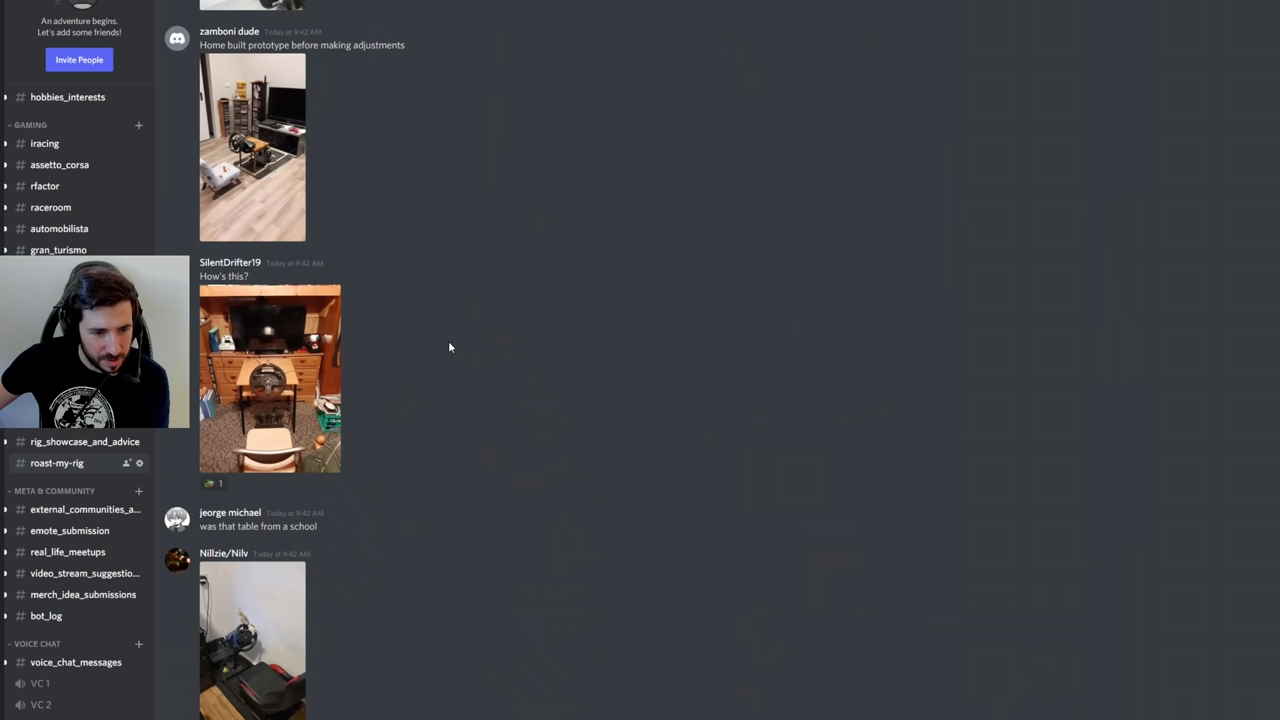 An adventure begins.
Let's add some friends!
Invite People
# hobbies_interests
GAMING
# iracing
# assetto_corsa
# rfactor
# raceroom
# automobilista
# gran_turismo
# rig_showcase_and_advice
# roast-my-rig
META & COMMUNITY
# external_communities_a...
# emote_submission
# real_life_meetups
# video_stream_suggestio...
# merch_idea_submissions
# bot_log
VOICE CHAT
# voice_chat_messages
VC 1
VC 2
zamboni dude Today at 9:42 AM
Home built prototype before making adjustments
SilentDrifter19 Today at 9:42 AM
How's this?
1
jeorge michael Today at 9:42 AM
was that table from a school
Nillzie/Nilv Today at 9:42 AM